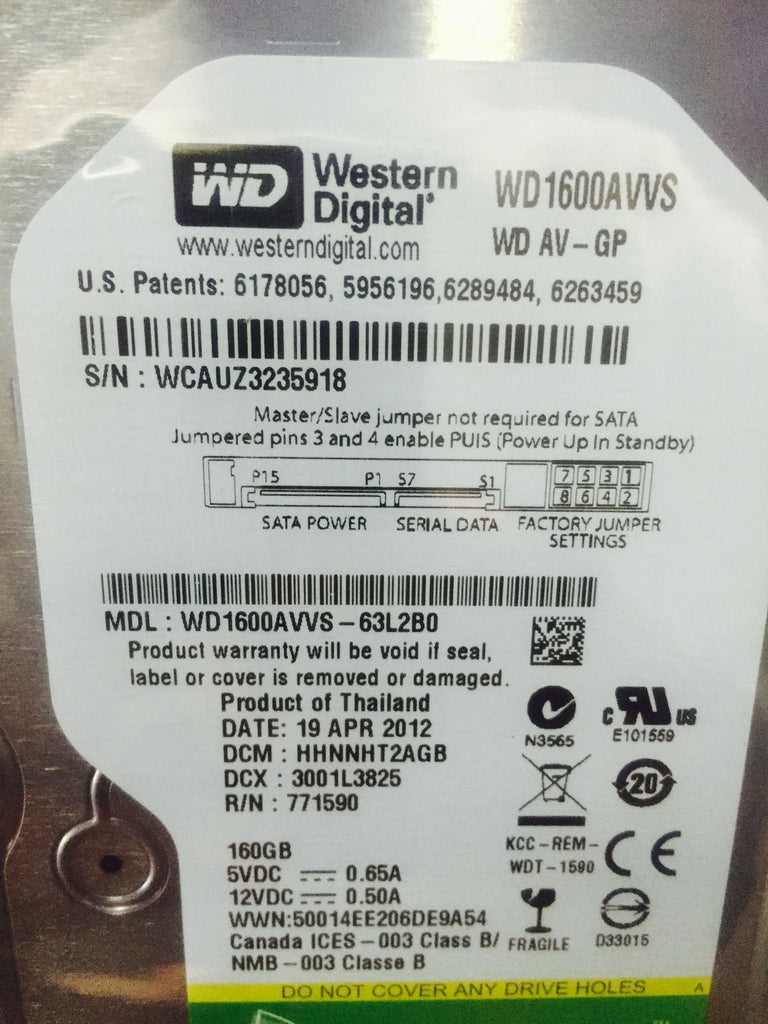 WD Western Digital
WD1600AVVS
www.westerndigital.com
WD AV-GP
U.S. Patents: 6178056, 5956196,6289484, 6263459
S/N : WCAUZ3235918
Master/Slave jumper not required for SATA
Jumpered pins 3 and 4 enable PUIS (Power Up In Standby)
P15 P1 S7 S1 7 5 3 1
8 6 4 2
SATA POWER SERIAL DATA FACTORY JUMPER
SETTINGS
MDL : WD1600AVVS-63L2B0
Product warranty will be void if seal,
label or cover is removed or damaged.
Product of Thailand
DATE: 19 APR 2012
DCM : HHNNHT2AGB
DCX : 3001L3825
R/N : 771590
N3565
c RU US
E101559
20
160GB
5VDC 0.65A
12VDC 0.50A
WWN:50014EE206DE9A54
Canada ICES-003 Class B/
NMB-003 Classe B
KCC-REM-
WDT-1590
CE
FRAGILE
D33015
DO NOT COVER ANY DRIVE HOLES A